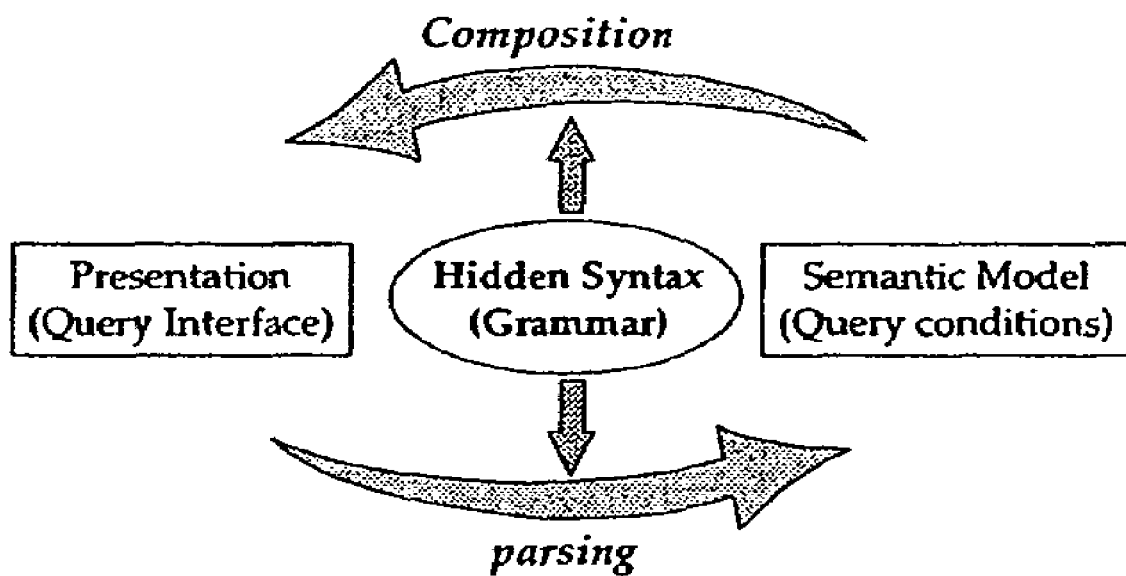 Composition
Presentation
(Query Interface)
Hidden Syntax
(Grammar)
Semantic Model
(Query conditions)
parsing